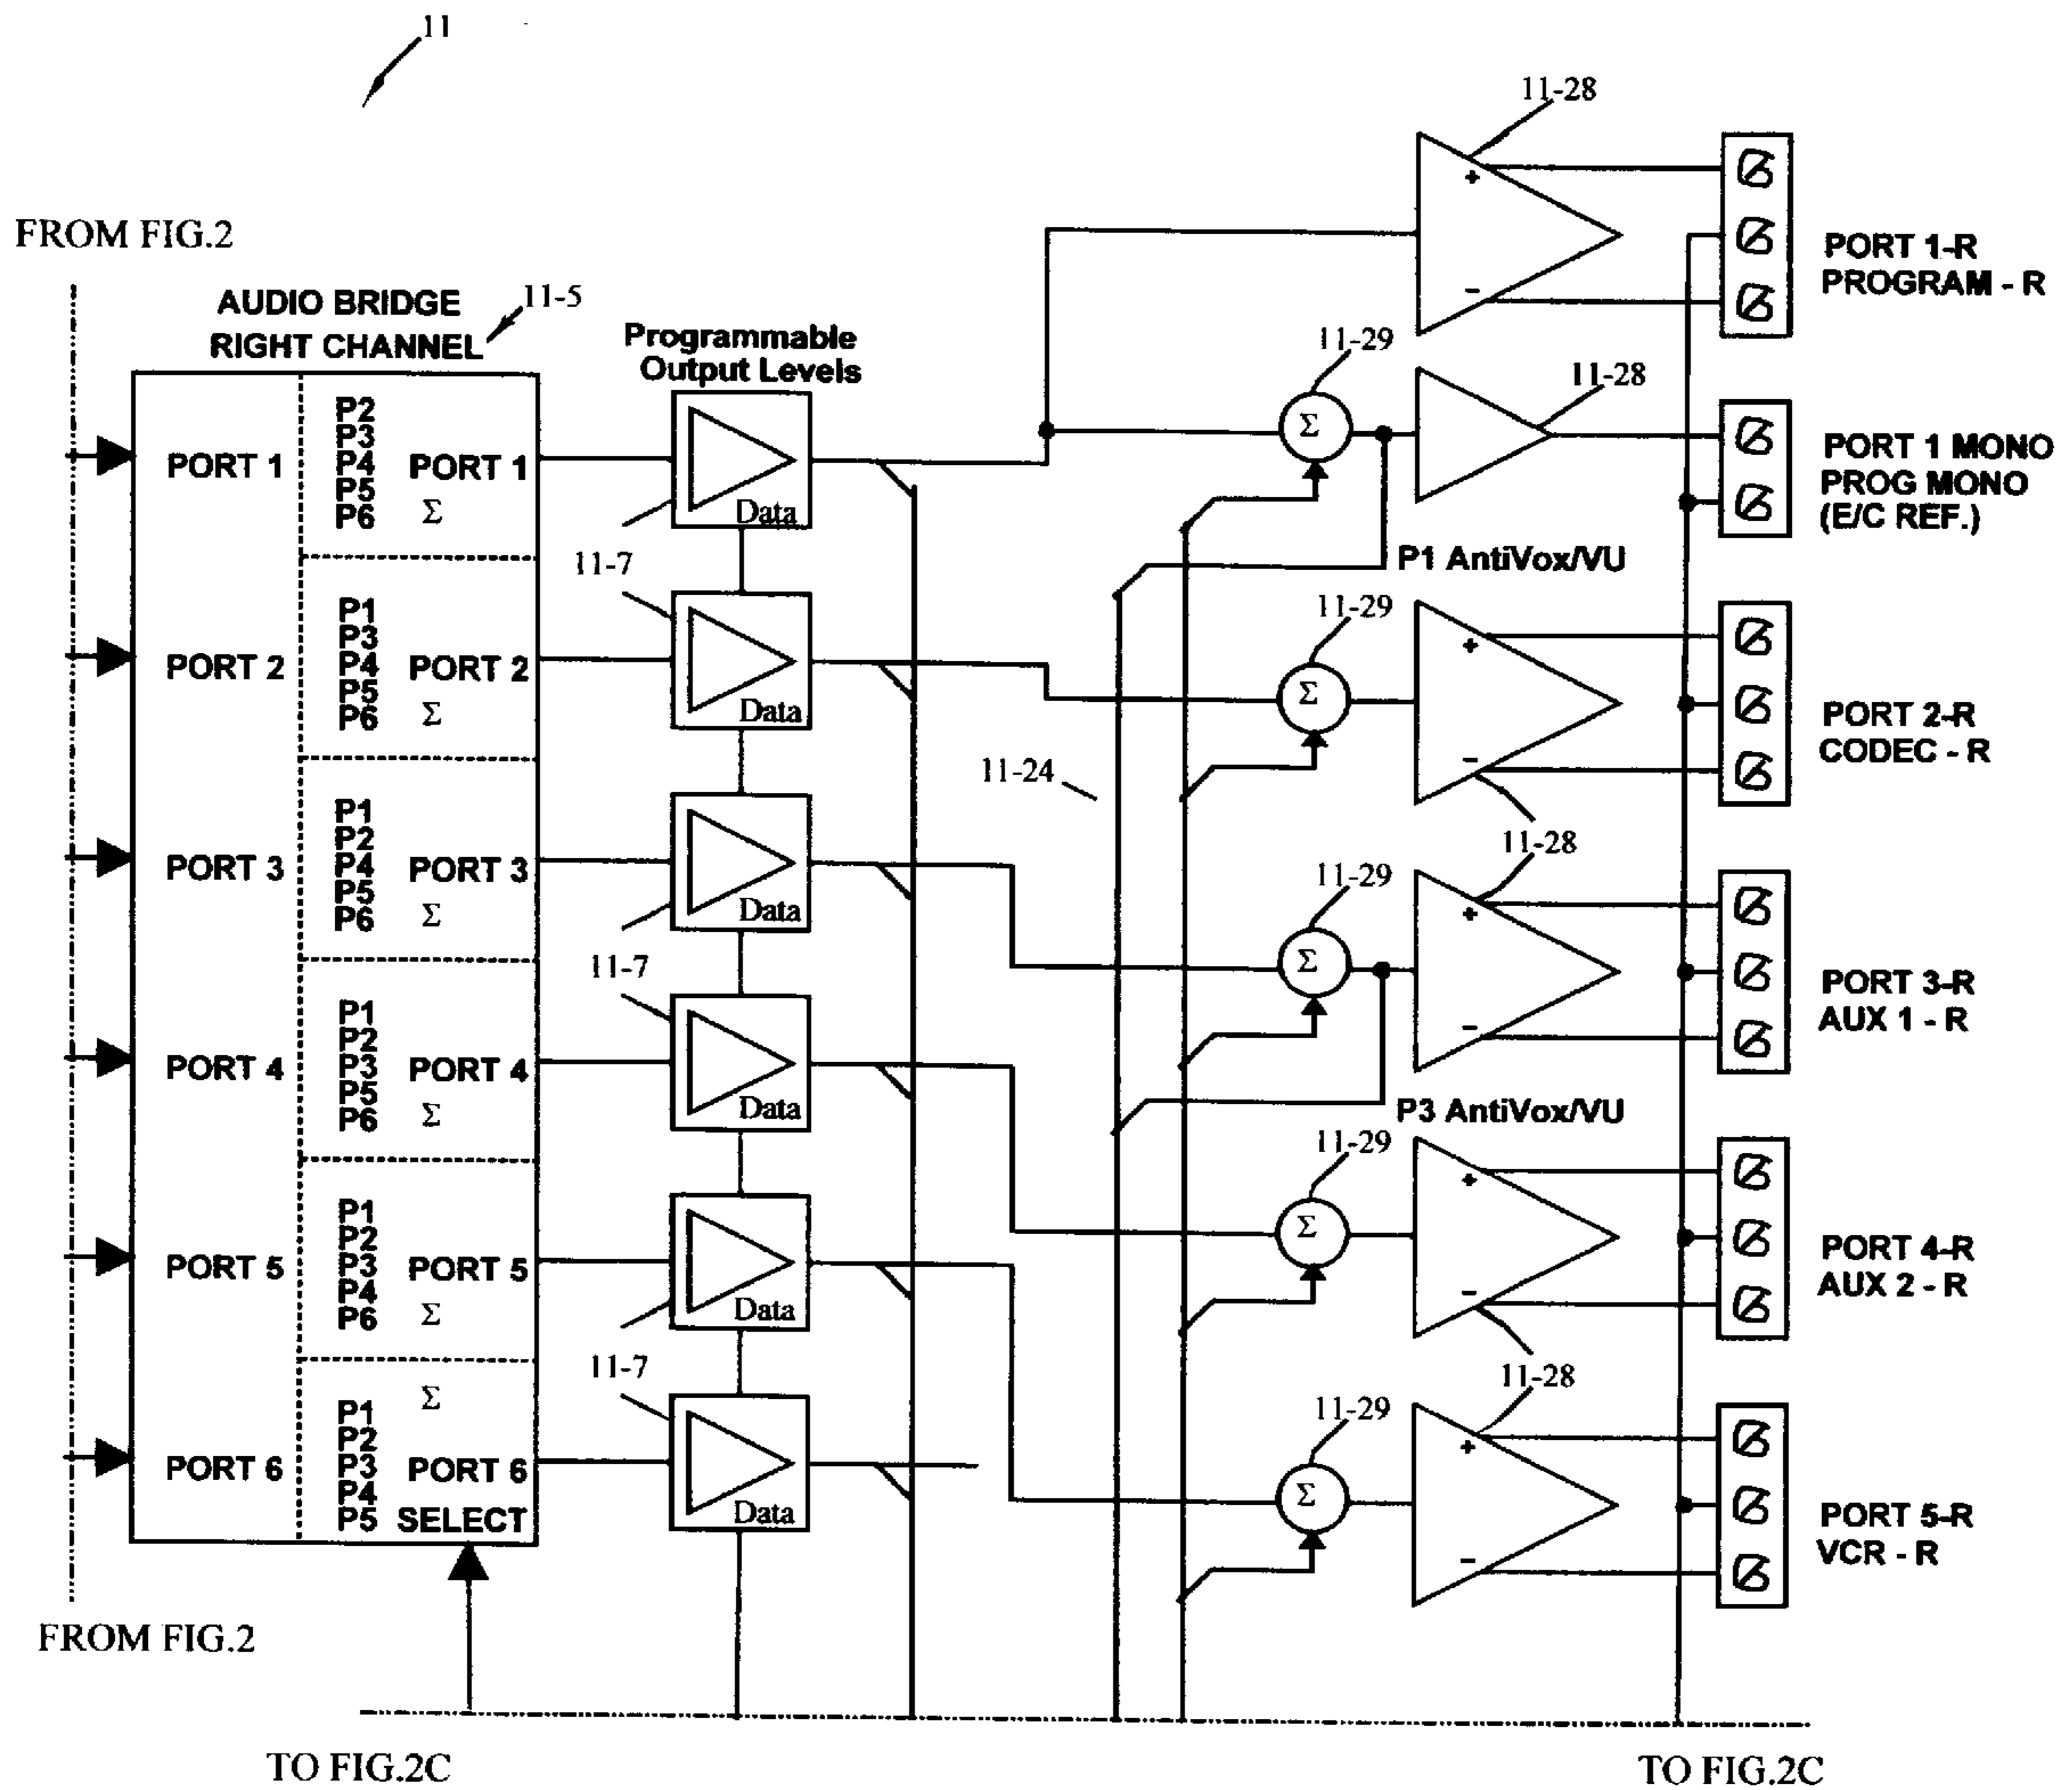 11
11-28
FROM FIG.2
PORT 1-R
PROGRAM - R
AUDIO BRIDGE
RIGHT CHANNEL
11-5
Programmable
Output Levels
+
-
11-29
11-28
PORT 1
P2
P3
P4
P5
P6
PORT 1
Σ
Data
Σ
PORT 1 MONO
PROG MONO
(E/C REF.)
P1 AntiVox/VU
11-7
PORT 2
P1
P3
P4
P5
P6
PORT 2
Σ
Data
11-29
Σ
+
-
PORT 2-R
CODEC - R
11-24
11-28
PORT 3
P1
P2
P4
P5
P6
PORT 3
Σ
Data
11-29
Σ
+
-
PORT 3-R
AUX 1 - R
11-7
P3 AntiVox/VU
PORT 4
P1
P2
P3
P5
P6
PORT 4
Σ
Data
11-29
Σ
+
-
PORT 4-R
AUX 2 - R
PORT 5
P1
P2
P3
P4
P6
PORT 5
Σ
Data
11-7
11-28
11-29
PORT 6
Σ
P1
P2
P3
P4
P5
PORT 6
SELECT
Data
Σ
+
-
PORT 5-R
VCR - R
FROM FIG.2
TO FIG.2C
TO FIG.2C